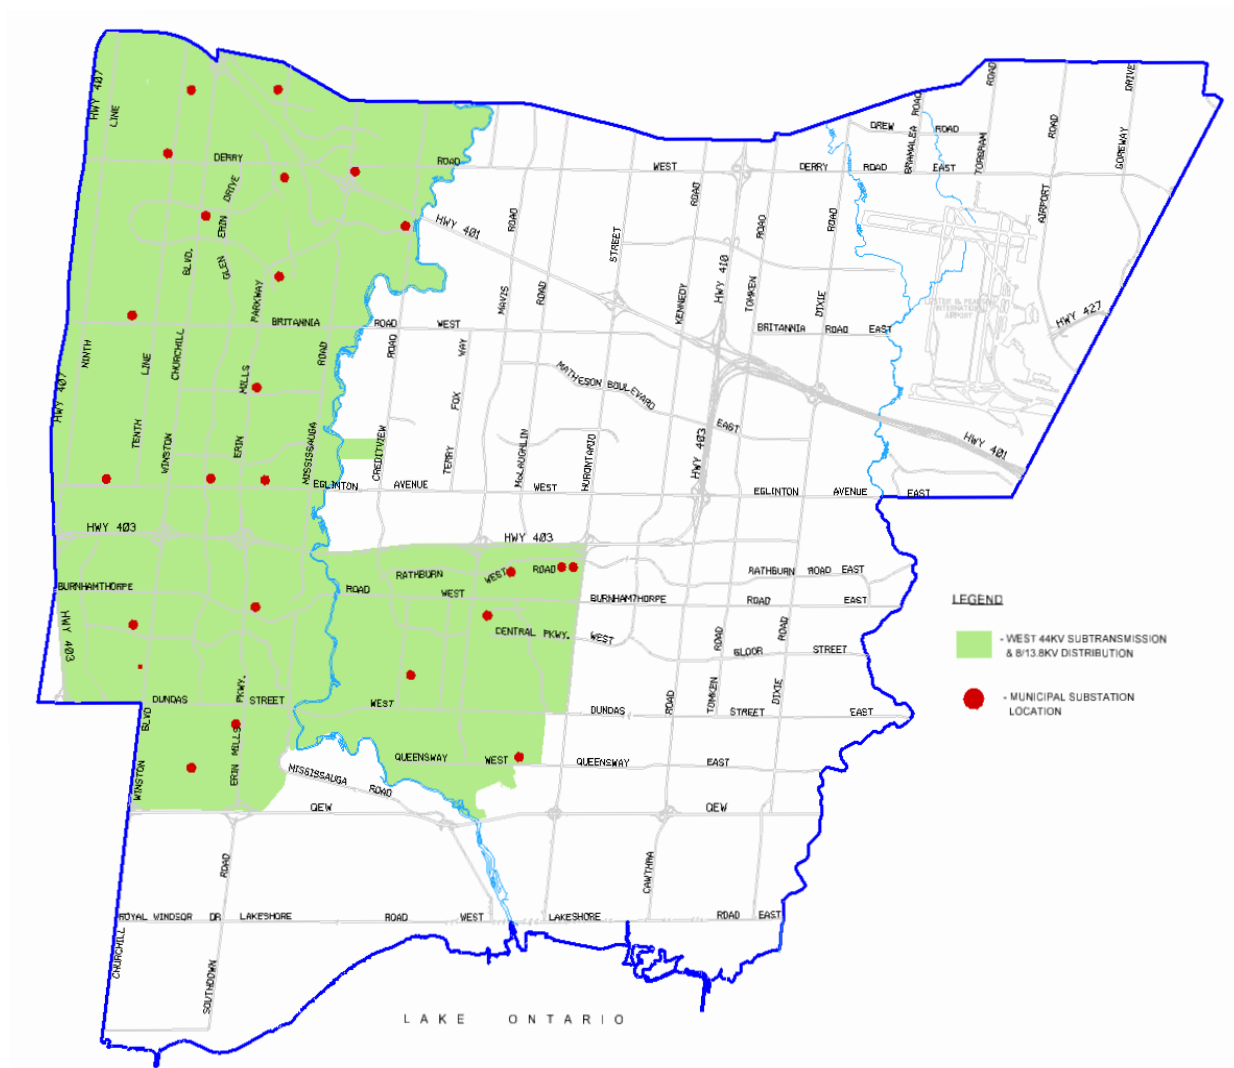 HWY 407
LINE
DERRY
ROAD
WEST
DERRY
ROAD
EAST
DREW
ROAD
BRAMALEA
ROAD
TORBRAM
ROAD
AIRPORT
ROAD
GOREWAY
DRIVE
ERIN
DRIVE
GLEN
BLVD.
HWY 401
MAVIS
ROAD
ROAD
STREET
KENNEDY
ROAD
HWY 410
TOMKEN
ROAD
DIXIE
ROAD
INTERNATIONAL
AIRPORT
HWY 427
PARKWAY
BRITANNIA
ROAD
WEST
BRITANNIA
ROAD
EAST
NINTH
LINE
CHURCHILL
MILLS
ROAD
ROAD
WAY
FOX
TERRY
MATHESON BOULEVARD
EAST
HWY 407
TENTH
WINSTON
ERIN
MISSISSAUGA
CREDITVIEW
McLAUGHLIN
HURONTARIO
HWY 403
HWY 401
EGLINTON
AVENUE
WEST
EGLINTON
AVENUE
EAST
HWY 403
HWY 403
RATHBURN
WEST
ROAD
RATHBURN
ROAD
EAST
BURNHAMTHORPE
ROAD
WEST
BURNHAMTHORPE
ROAD
EAST
HWY 403
CENTRAL PKWY.
WEST
BLOOR
STREET
ROAD
TOMKEN
ROAD
DIXIE
LEGEND
- WEST 44KV SUBTRANSMISSION
& 8/13.8KV DISTRIBUTION
- MUNICIPAL SUBSTATION
LOCATION
DUNDAS
STREET
WEST
DUNDAS
STREET
EAST
BLVD
WINSTON
PKWY.
ERIN MILLS
ROAD
QUEENSWAY
WEST
QUEENSWAY
EAST
MISSISSAUGA
ROAD
QEW
QEW
ROAD
CAWTHRA
ROYAL WINDSOR
DR
LAKESHORE
ROAD
WEST
LAKESHORE
ROAD
EAST
CHURCHILL
SOUTHDOWN
LAKE ONTARIO